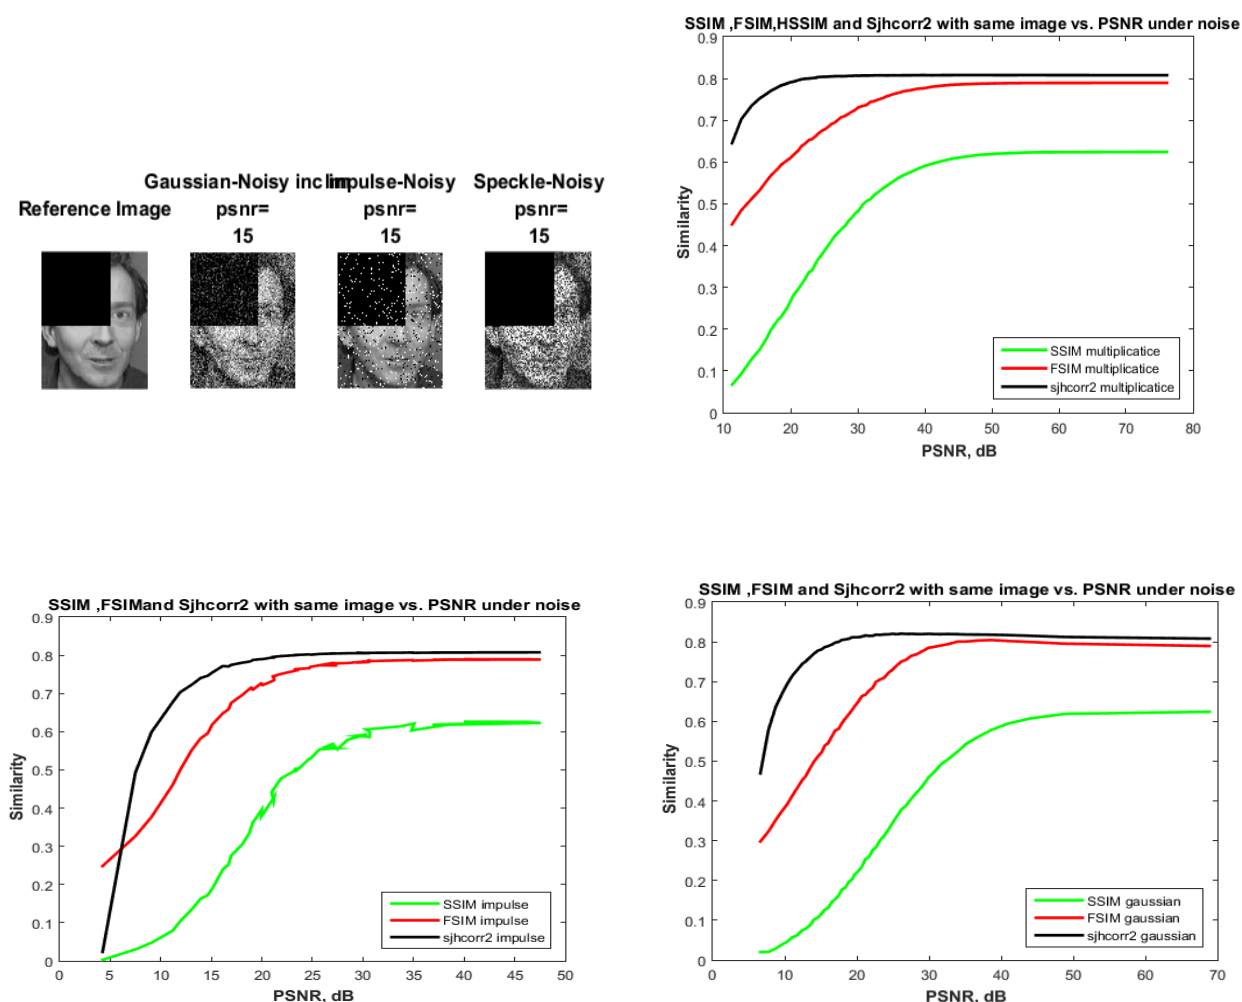 Reference Image
Gaussian-Noisy incl
psnr=
15
impulse-Noisy
psnr=
15
Speckle-Noisy
psnr=
15
SSIM ,FSIM,HSSIM and Sjhcorr2 with same image vs. PSNR under noise
0.9
0.8
0.7
0.6
0.5
0.4
0.3
0.2
0.1
0
Similarity
SSIM multiplicatice
FSIM multiplicatice
sjhcorr2 multiplicatice
10 20 30 40 50 60 70 80
PSNR, dB
SSIM ,FSIMand Sjhcorr2 with same image vs. PSNR under noise
0.9
0.8
0.7
0.6
0.5
0.4
0.3
0.2
0.1
0
Similarity
SSIM impulse
FSIM impulse
sjhcorr2 impulse
0 5 10 15 20 25 30 35 40 45 50
PSNR, dB
SSIM ,FSIM and Sjhcorr2 with same image vs. PSNR under noise
0.9
0.8
0.7
0.6
0.5
0.4
0.3
0.2
0.1
0
Similarity
SSIM gaussian
FSIM gaussian
sjhcorr2 gaussian
0 10 20 30 40 50 60 70
PSNR, dB